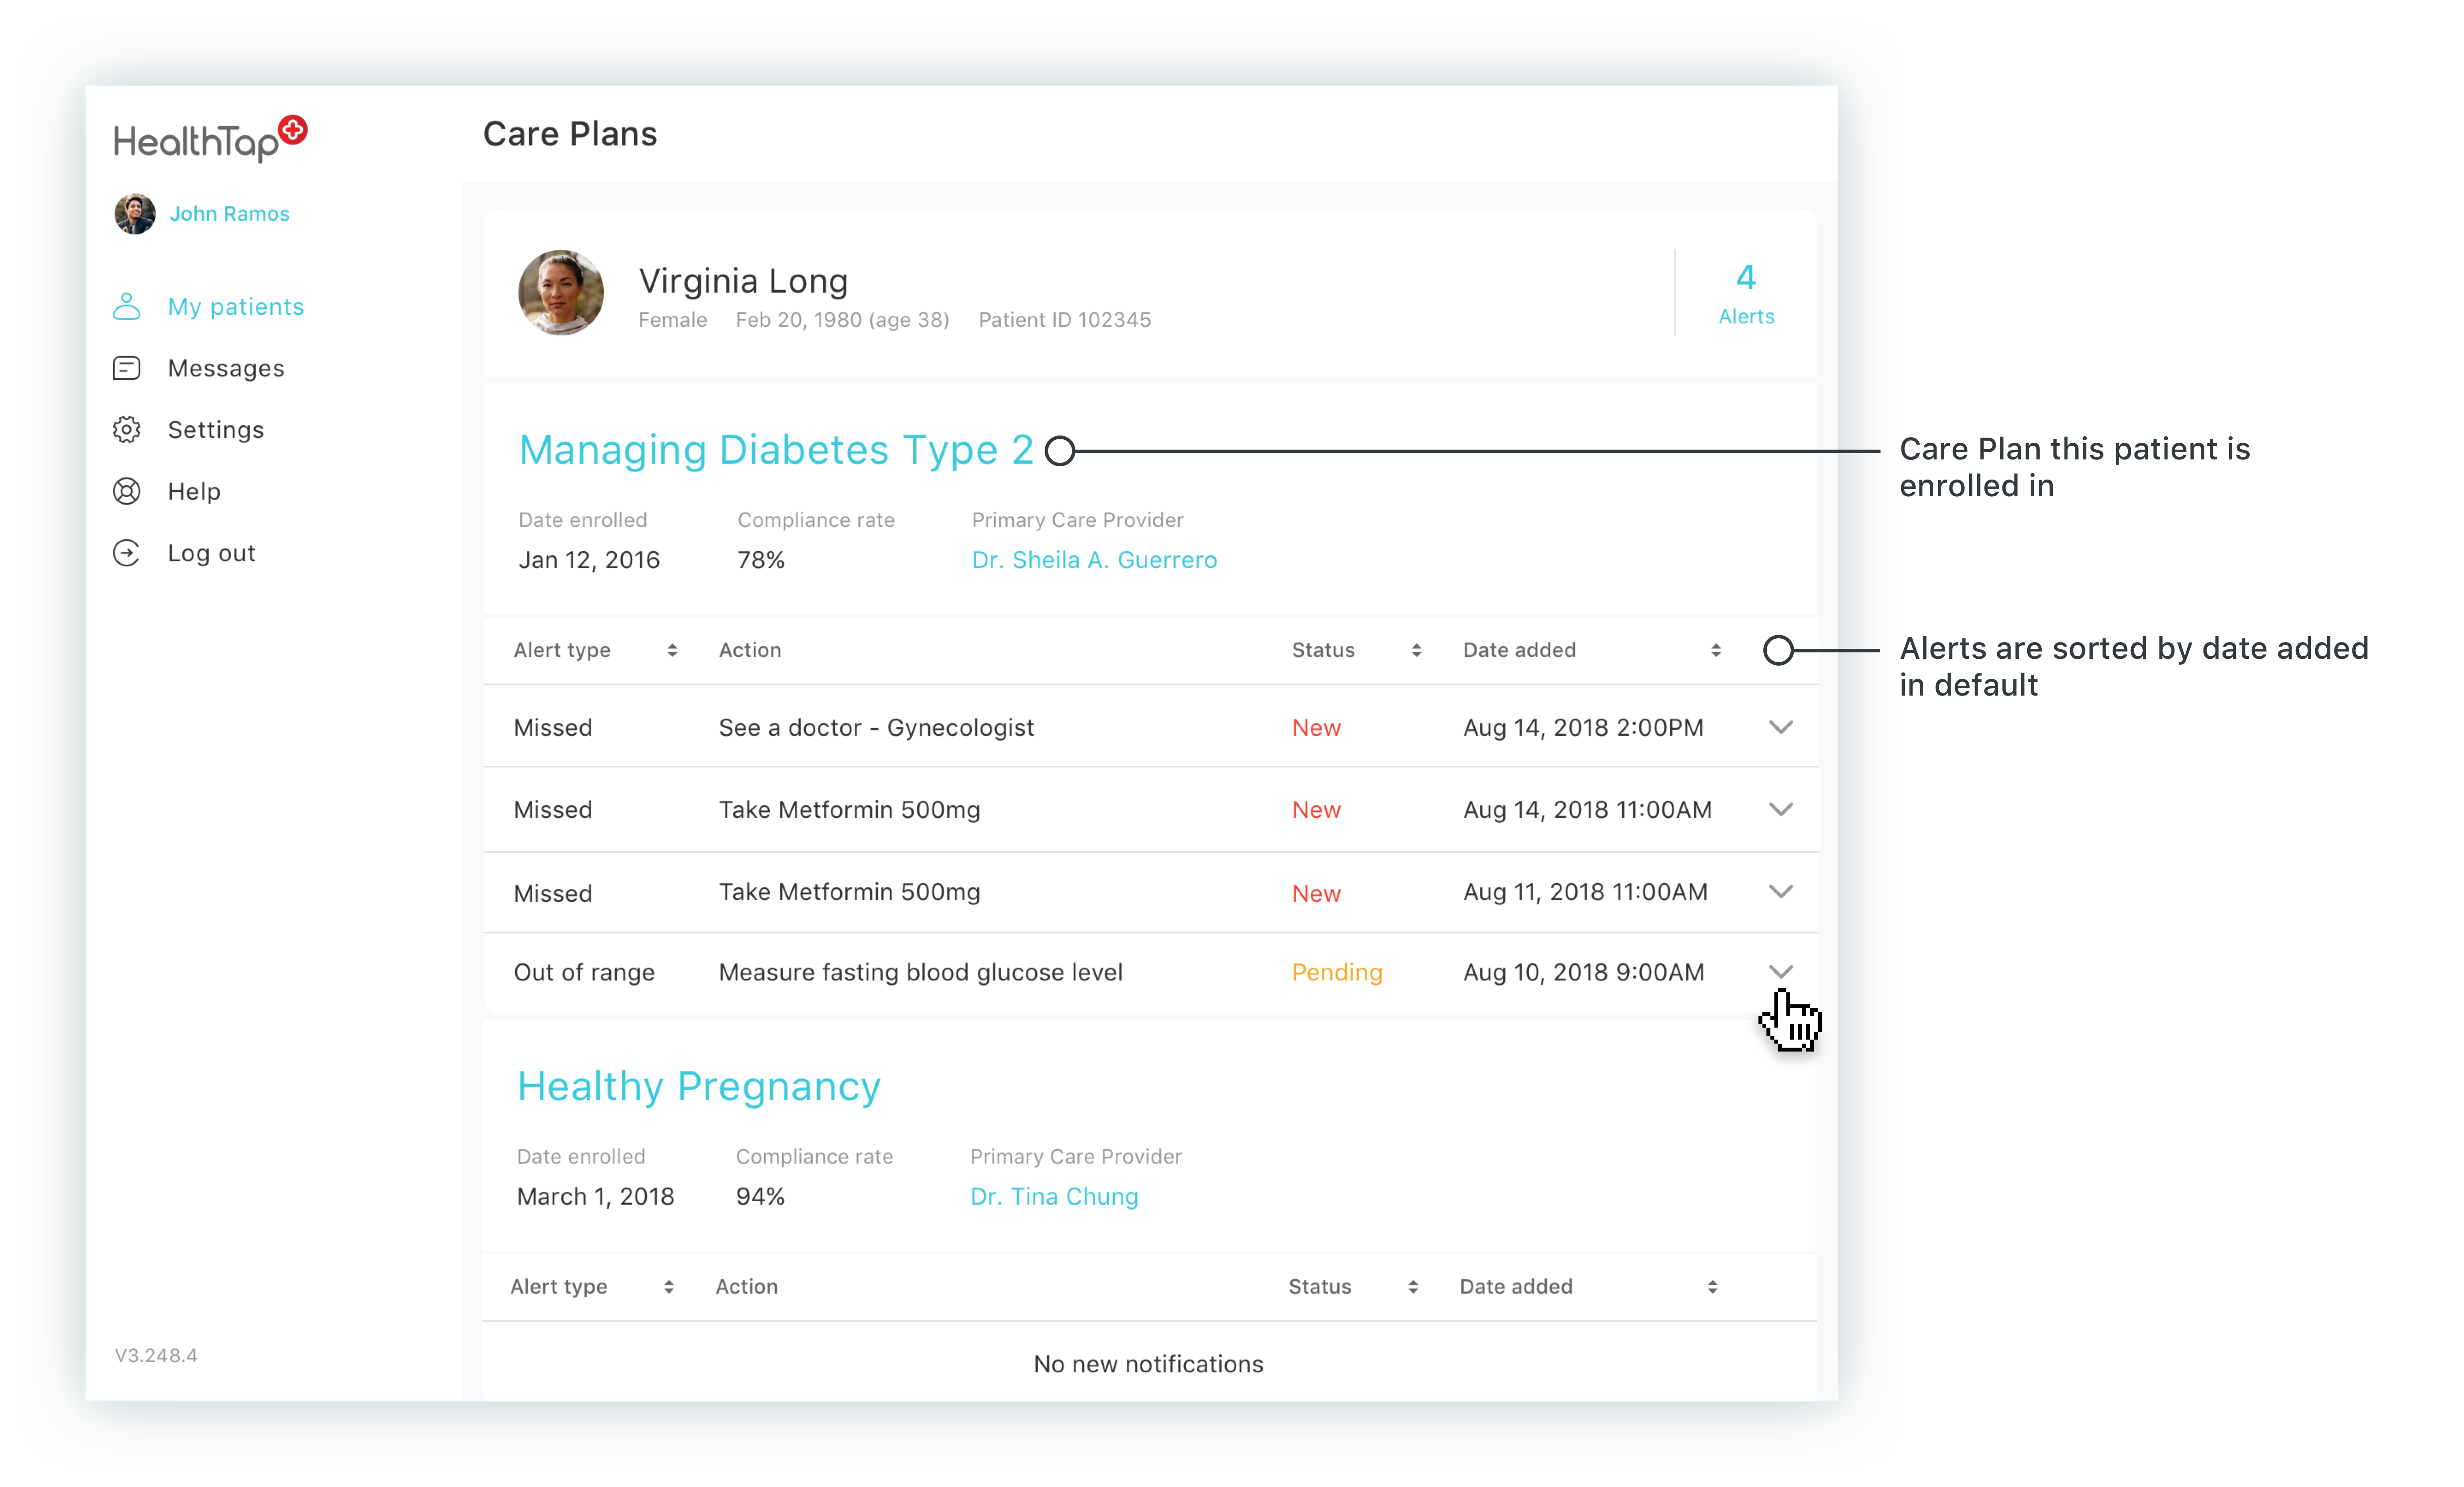 HealthTap
Care Plans
John Ramos
My patients
Messages
Settings
Help
Log out
V3.248.4
Virginia Long
Female Feb 20, 1980 (age 38) Patient ID 102345
4
Alerts
Managing Diabetes Type 2
Care Plan this patient is
enrolled in
Date enrolled Compliance rate Primary Care Provider
Jan 12, 2016 78% Dr. Sheila A. Guerrero
Alert type Action Status Date added
Alerts are sorted by date added
in default
Missed See a doctor - Gynecologist New Aug 14, 2018 2:00PM
Missed Take Metformin 500mg New Aug 14, 2018 11:00AM
Missed Take Metformin 500mg New Aug 11, 2018 11:00AM
Out of range Measure fasting blood glucose level Pending Aug 10, 2018 9:00AM
Healthy Pregnancy
Date enrolled Compliance rate Primary Care Provider
March 1, 2018 94% Dr. Tina Chung
Alert type Action Status Date added
No new notifications